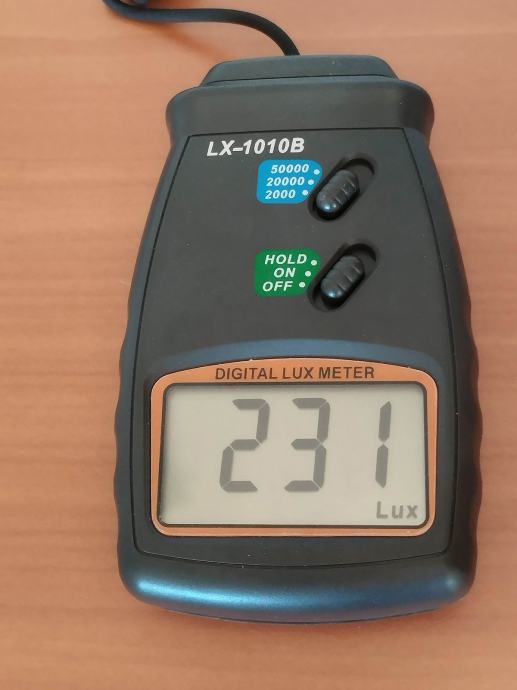 LX-1010B
50000
20000
2000
HOLD
ON
OFF
DIGITAL LUX METER
231
Lux